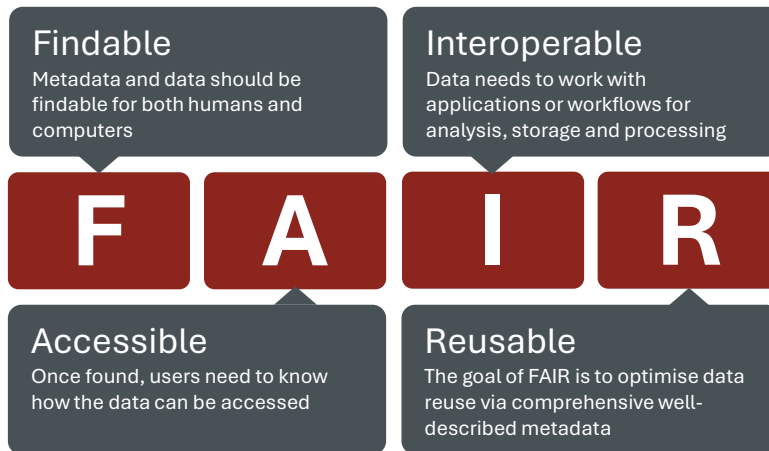 Findable
Metadata and data should be
findable for both humans and
computers
Interoperable
Data needs to work with
applications or workflows for
analysis, storage and processing
F
A
I
R
Accessible
Once found, users need to know
how the data can be accessed
Reusable
The goal of FAIR is to optimise data
reuse via comprehensive well-
described metadata